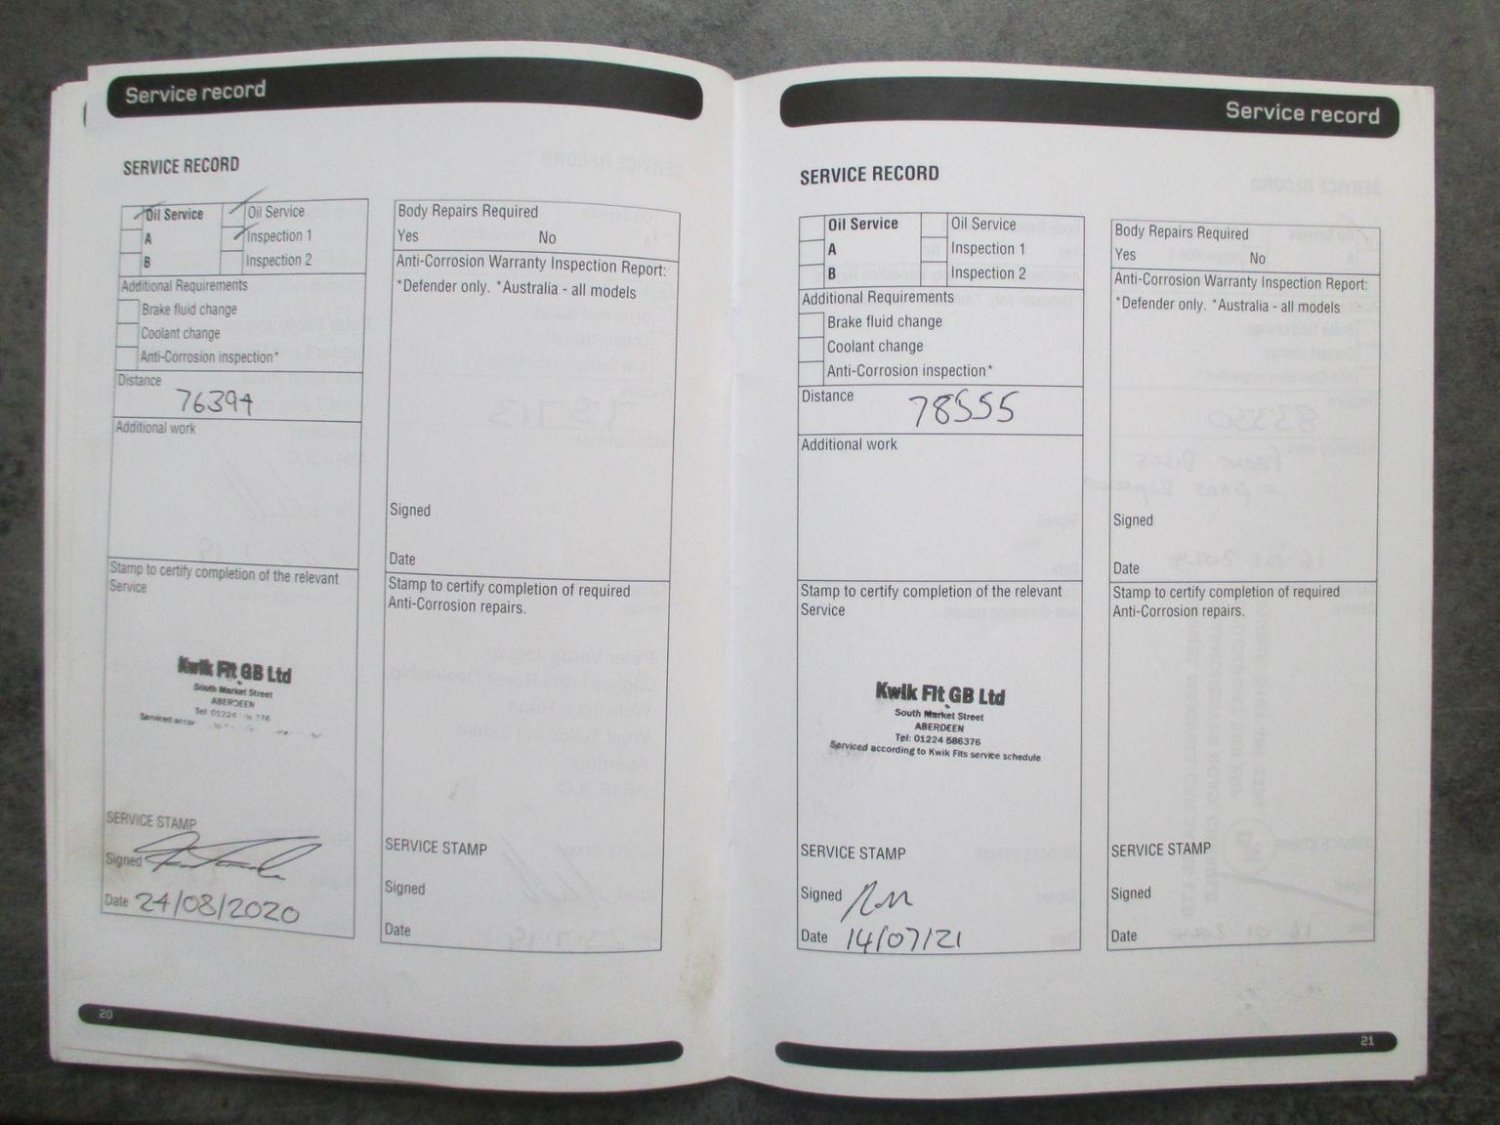 Service record
SERVICE RECORD
Oil Service
Oil Service
A
Inspection 1
B
Inspection 2
Additional Requirements
Brake fluid change
Coolant change
Anti-Corrosion inspection*
Distance
76394
Additional work
Stamp to certify completion of the relevant
Service
Kwik Fit GB Ltd
South Market Street
ABERDEEN
Tel: 01224
SERVICE STAMP
Signed
Date 24/08/2020
Body Repairs Required
Yes No
Anti-Corrosion Warranty Inspection Report:
*Defender only. *Australia - all models
Signed
Date
Stamp to certify completion of required
Anti-Corrosion repairs.
SERVICE STAMP
Signed
Date
20
Service record
SERVICE RECORD
Oil Service
Oil Service
A
Inspection 1
B
Inspection 2
Additional Requirements
Brake fluid change
Coolant change
Anti-Corrosion inspection*
Distance
78555
Additional work
Stamp to certify completion of the relevant
Service
Kwik Fit GB Ltd
South Market Street
ABERDEEN
Tel: 01224 586376
Serviced according to Kwik Fits service schedule
SERVICE STAMP
Signed
Date 14/07/21
Body Repairs Required
Yes No
Anti-Corrosion Warranty Inspection Report:
*Defender only. *Australia - all models
Signed
Date
Stamp to certify completion of required
Anti-Corrosion repairs.
SERVICE STAMP
Signed
Date
21